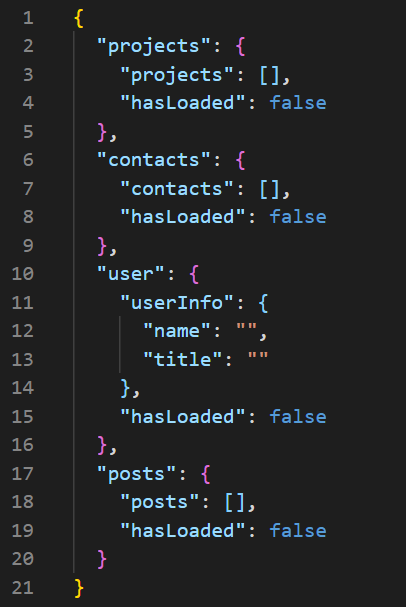 1 {
2   "projects": {
3     "projects": [],
4     "hasLoaded": false
5   },
6   "contacts": {
7     "contacts": [],
8     "hasLoaded": false
9   },
10   "user": {
11     "userInfo": {
12       "name": "",
13       "title": ""
14     },
15     "hasLoaded": false
16   },
17   "posts": {
18     "posts": [],
19     "hasLoaded": false
20   }
21 }